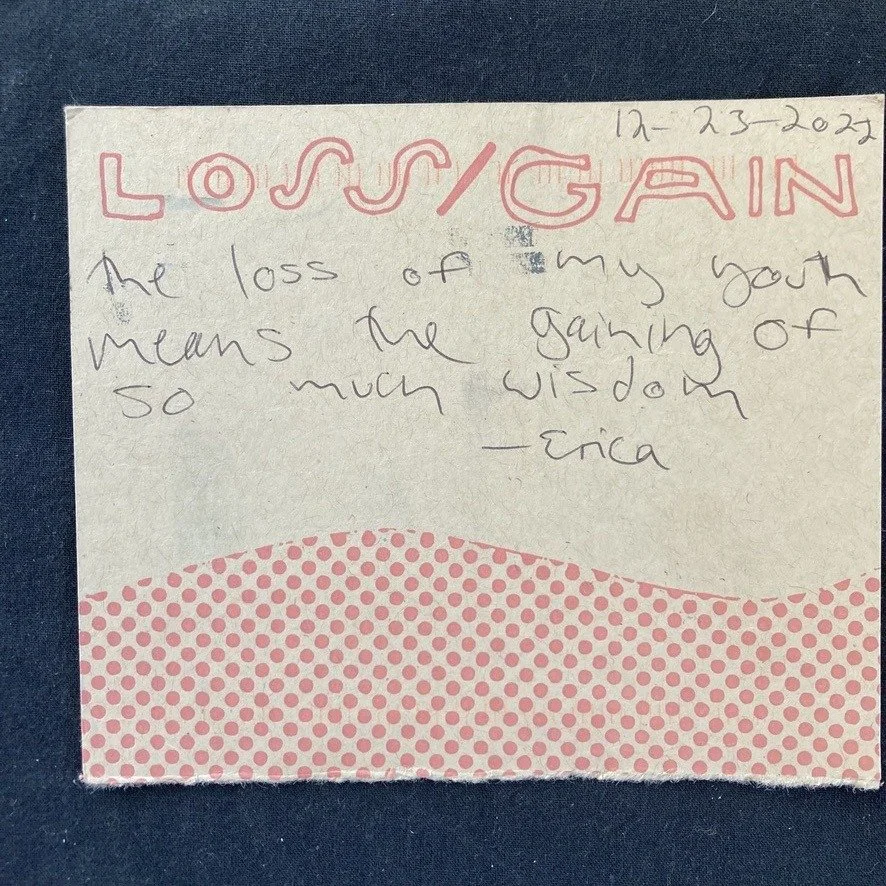 12-23-2022
LOSS/GAIN
the loss of my youth
means the gaining of
so much wisdom
—Erica